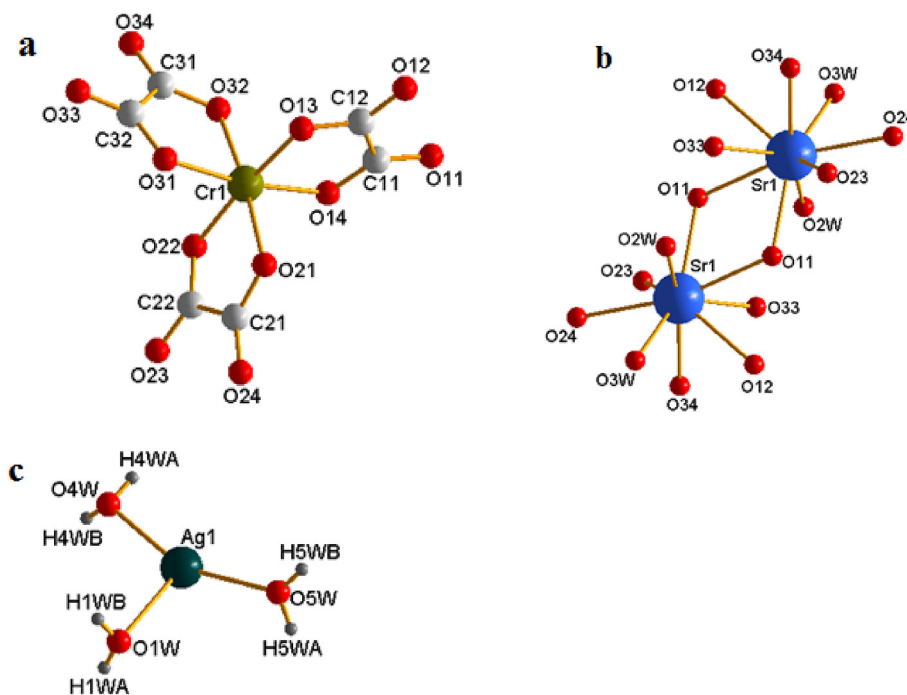 a
O34
C31
O32
O33
C32
O31
Cr1
O13
C12
O12
C11
O11
O14
O22
O21
C22
C21
O23
O24
b
O34
O3W
O12
O24
O33
O23
Sr1
O11
O2W
O2W
O11
Sr1
O23
O33
O24
O3W
O12
O34
c
H4WA
O4W
H4WB
Ag1
H5WB
H1WB
O5W
O1W
H5WA
H1WA